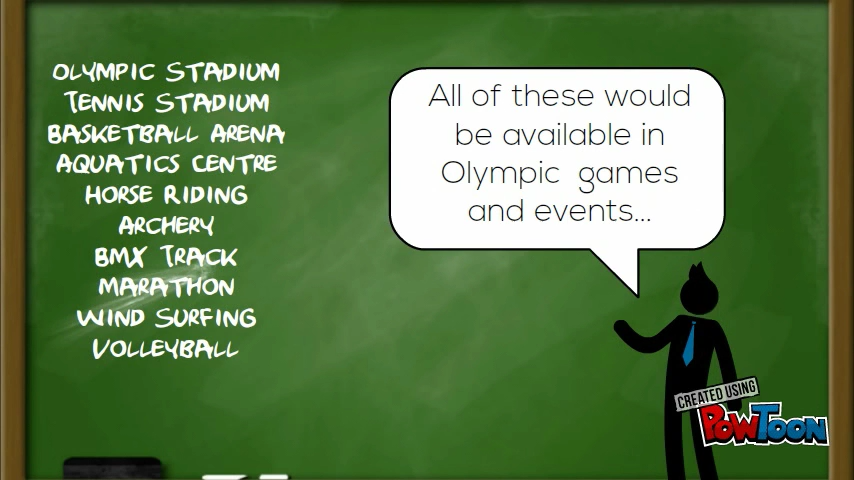 OLYMPIC STADIUM
TENNIS STADIUM
BASKETBALL ARENA
AQUATICS CENTRE
HORSE RIDING
ARCHERY
BMX TRACK
MARATHON
WIND SURFING
VOLLEYBALL
All of these would
be available in
Olympic games
and events...
CREATED USING
POWTOON